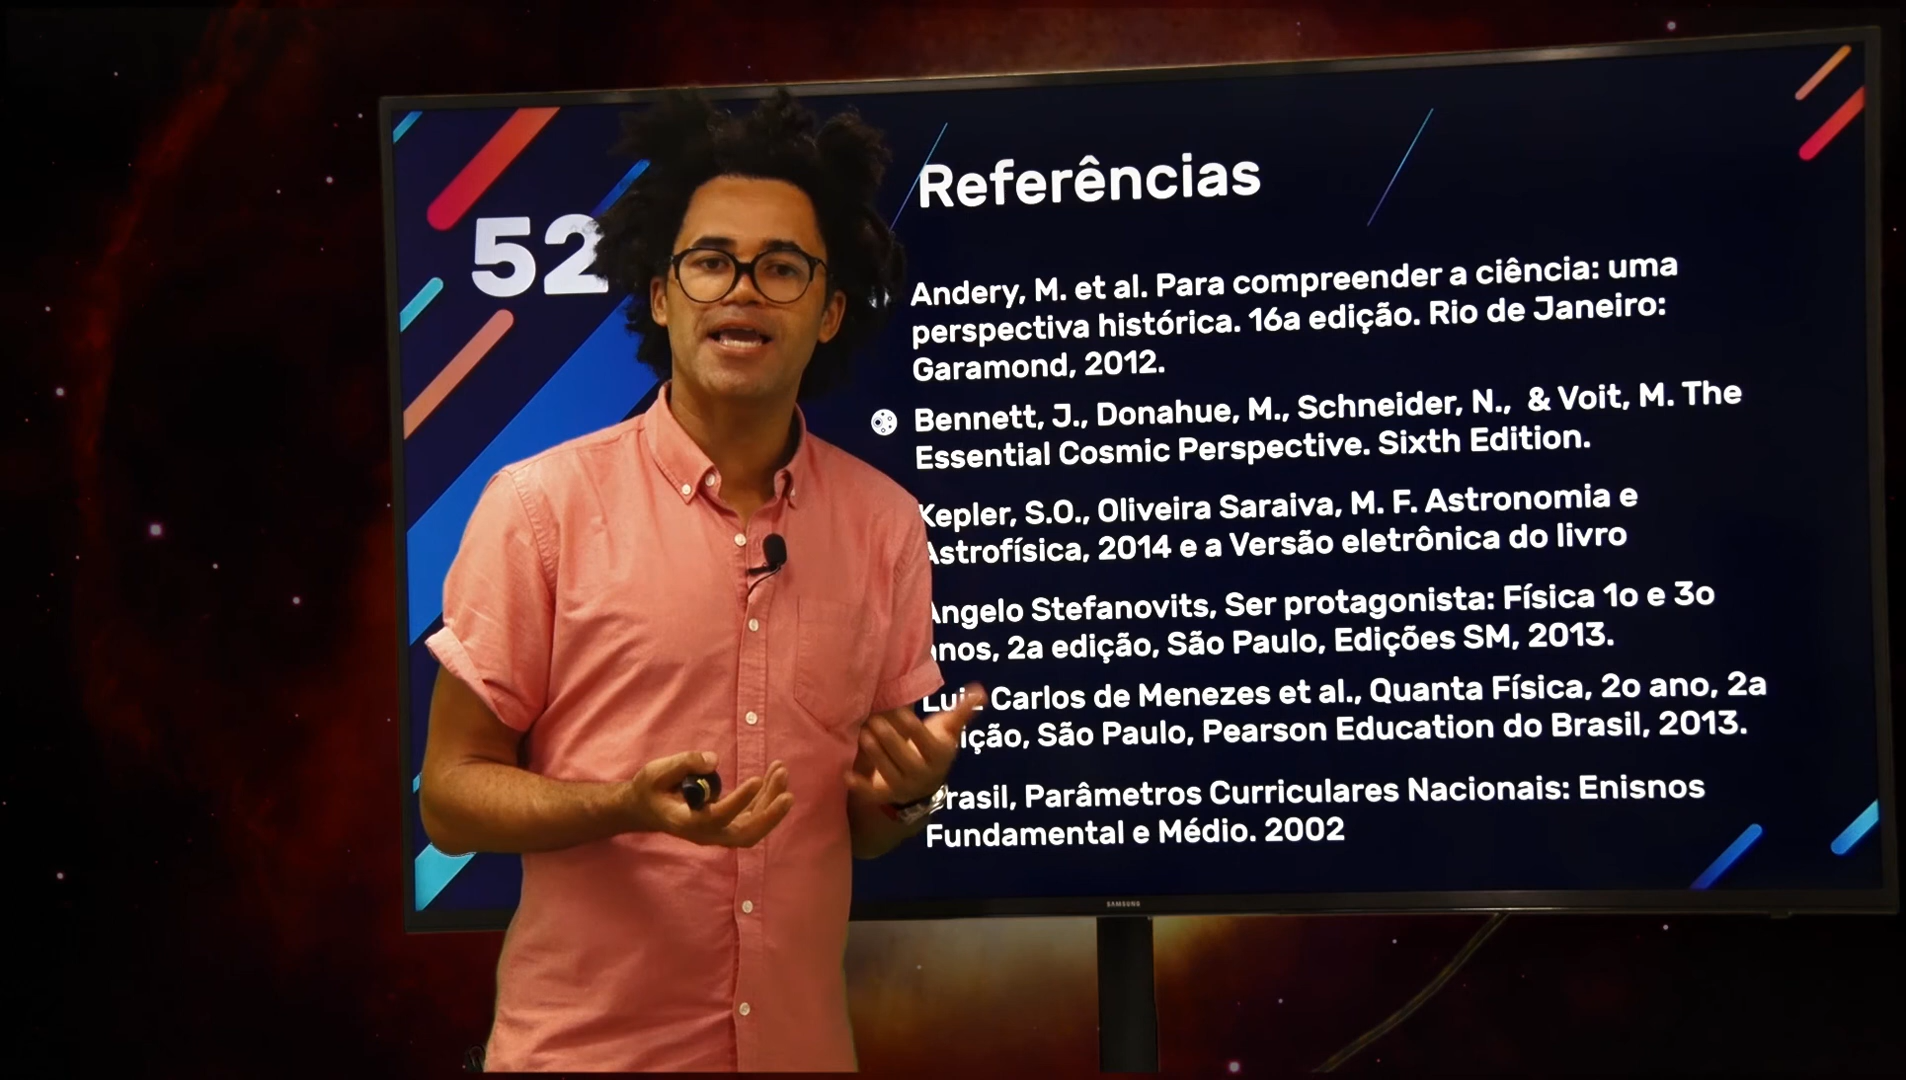 52
Referências
Andery, M. et al. Para compreender a ciência: uma
perspectiva histórica. 16a edição. Rio de Janeiro:
Garamond, 2012.
Bennett, J., Donahue, M., Schneider, N., & Voit, M. The
Essential Cosmic Perspective. Sixth Edition.
Kepler, S.O., Oliveira Saraiva, M. F. Astronomia e
Astrofísica, 2014 e a Versão eletrônica do livro
Angelo Stefanovits, Ser protagonista: Física 1o e 3o
anos, 2a edição, São Paulo, Edições SM, 2013.
Luiz Carlos de Menezes et al., Quanta Física, 2o ano, 2a
ição, São Paulo, Pearson Education do Brasil, 2013.
Brasil, Parâmetros Curriculares Nacionais: Enisnos
Fundamental e Médio. 2002
SAMSUNG